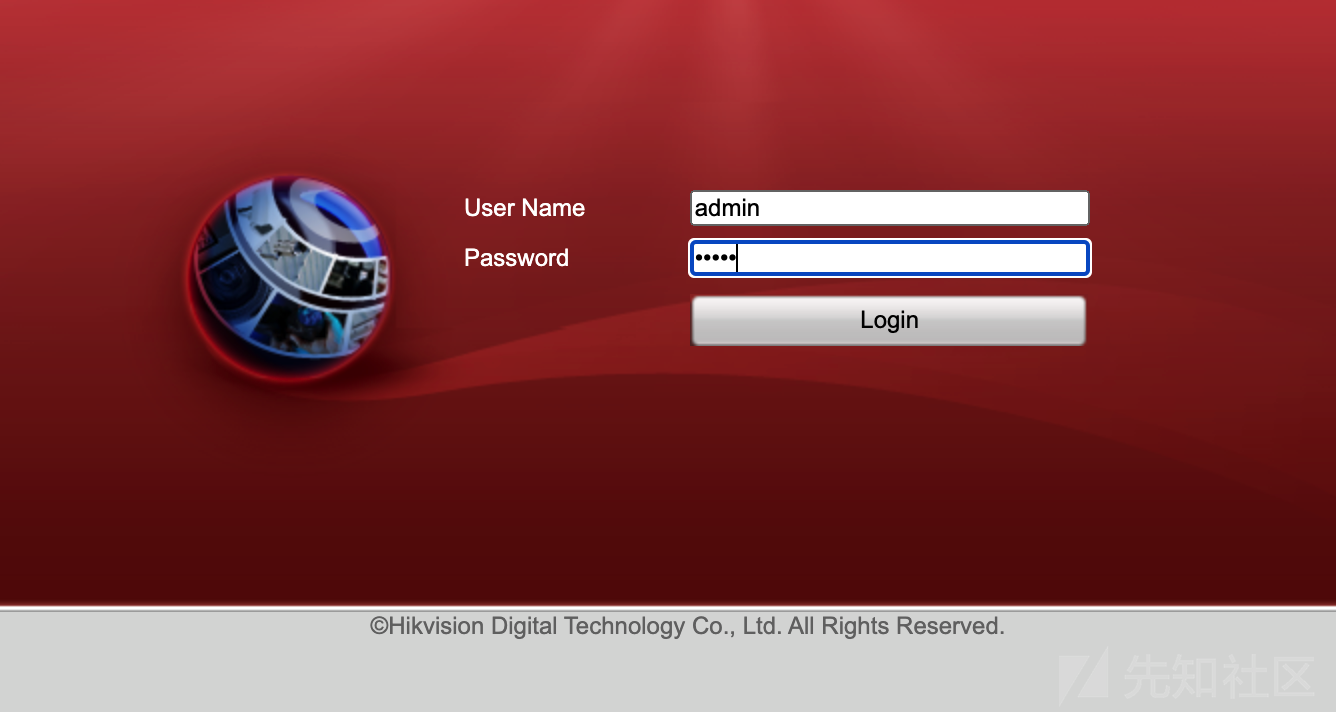 User Name
admin
Password
•••••
Login
©Hikvision Digital Technology Co., Ltd. All Rights Reserved.
先知社区